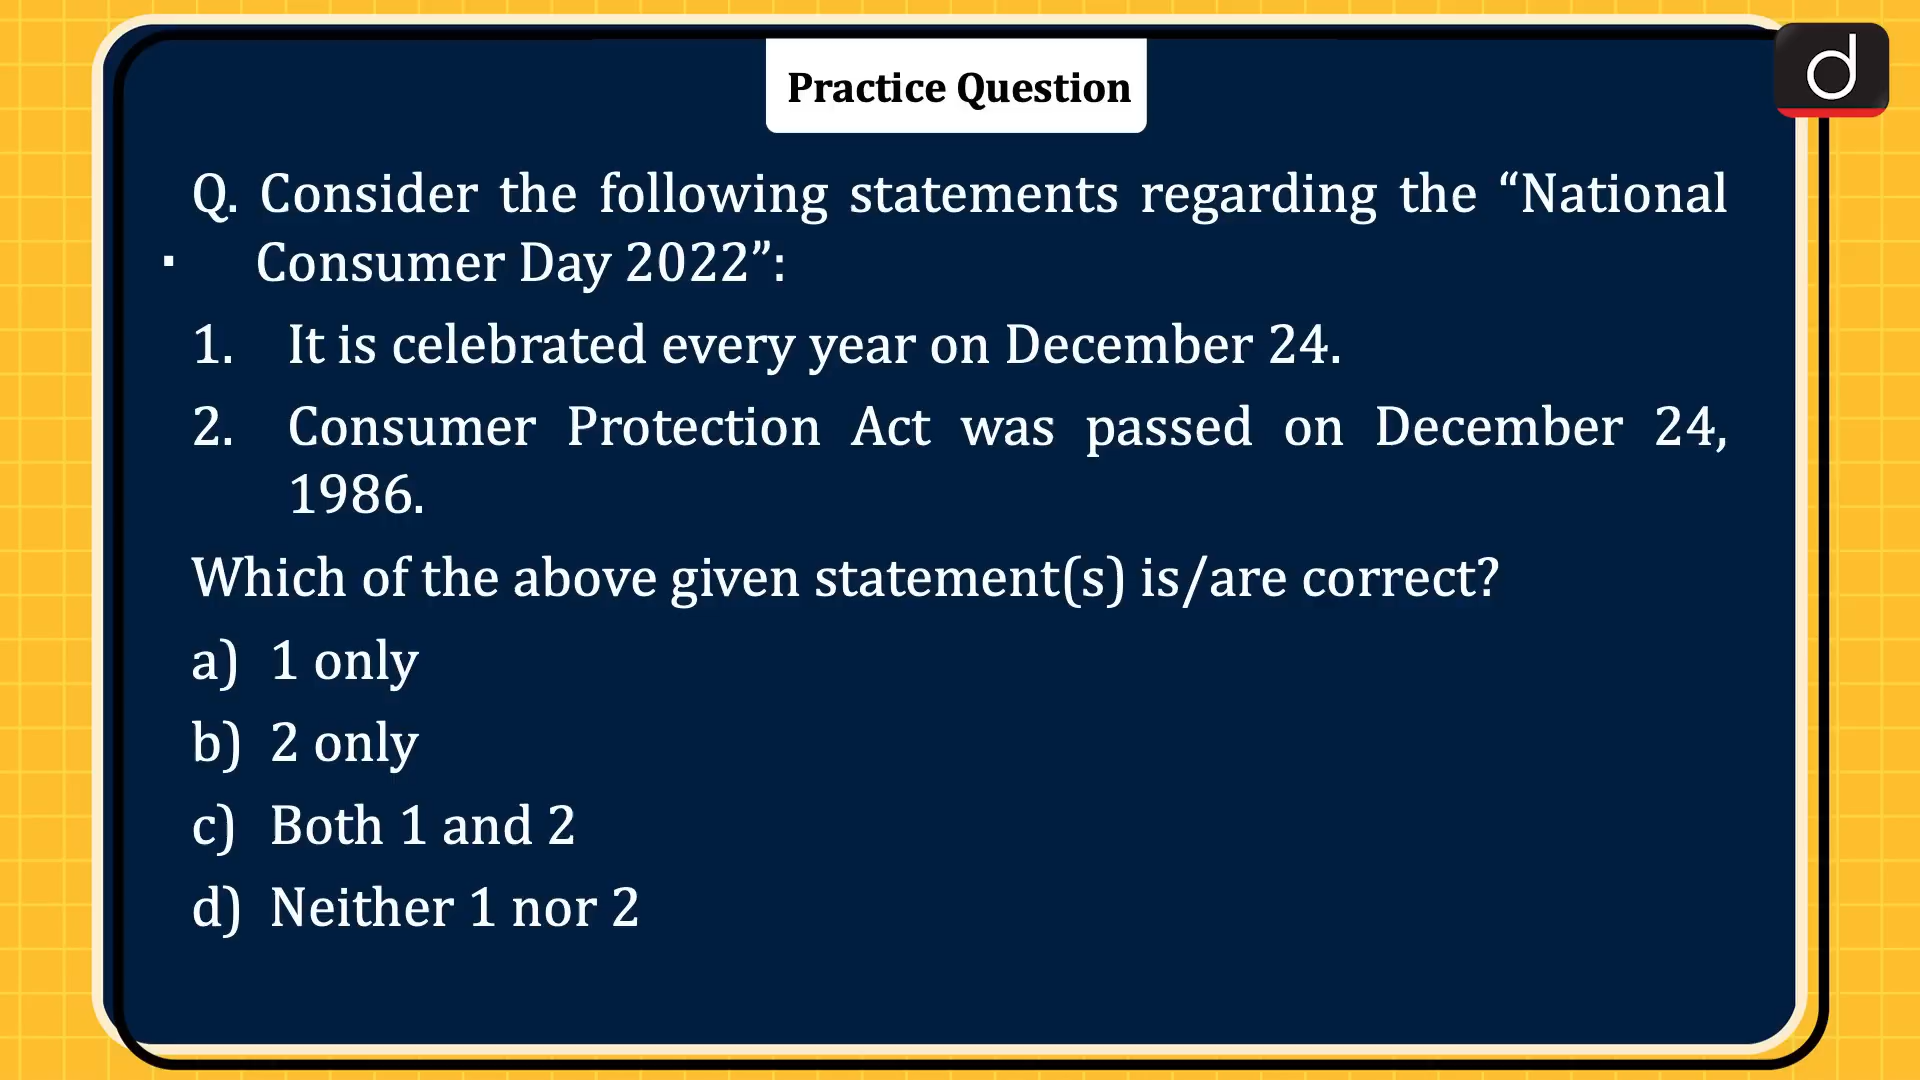 Practice Question
d
Q. Consider the following statements regarding the “National
Consumer Day 2022”:
1. It is celebrated every year on December 24.
2. Consumer Protection Act was passed on December 24,
1986.
Which of the above given statement(s) is/are correct?
a) 1 only
b) 2 only
c) Both 1 and 2
d) Neither 1 nor 2